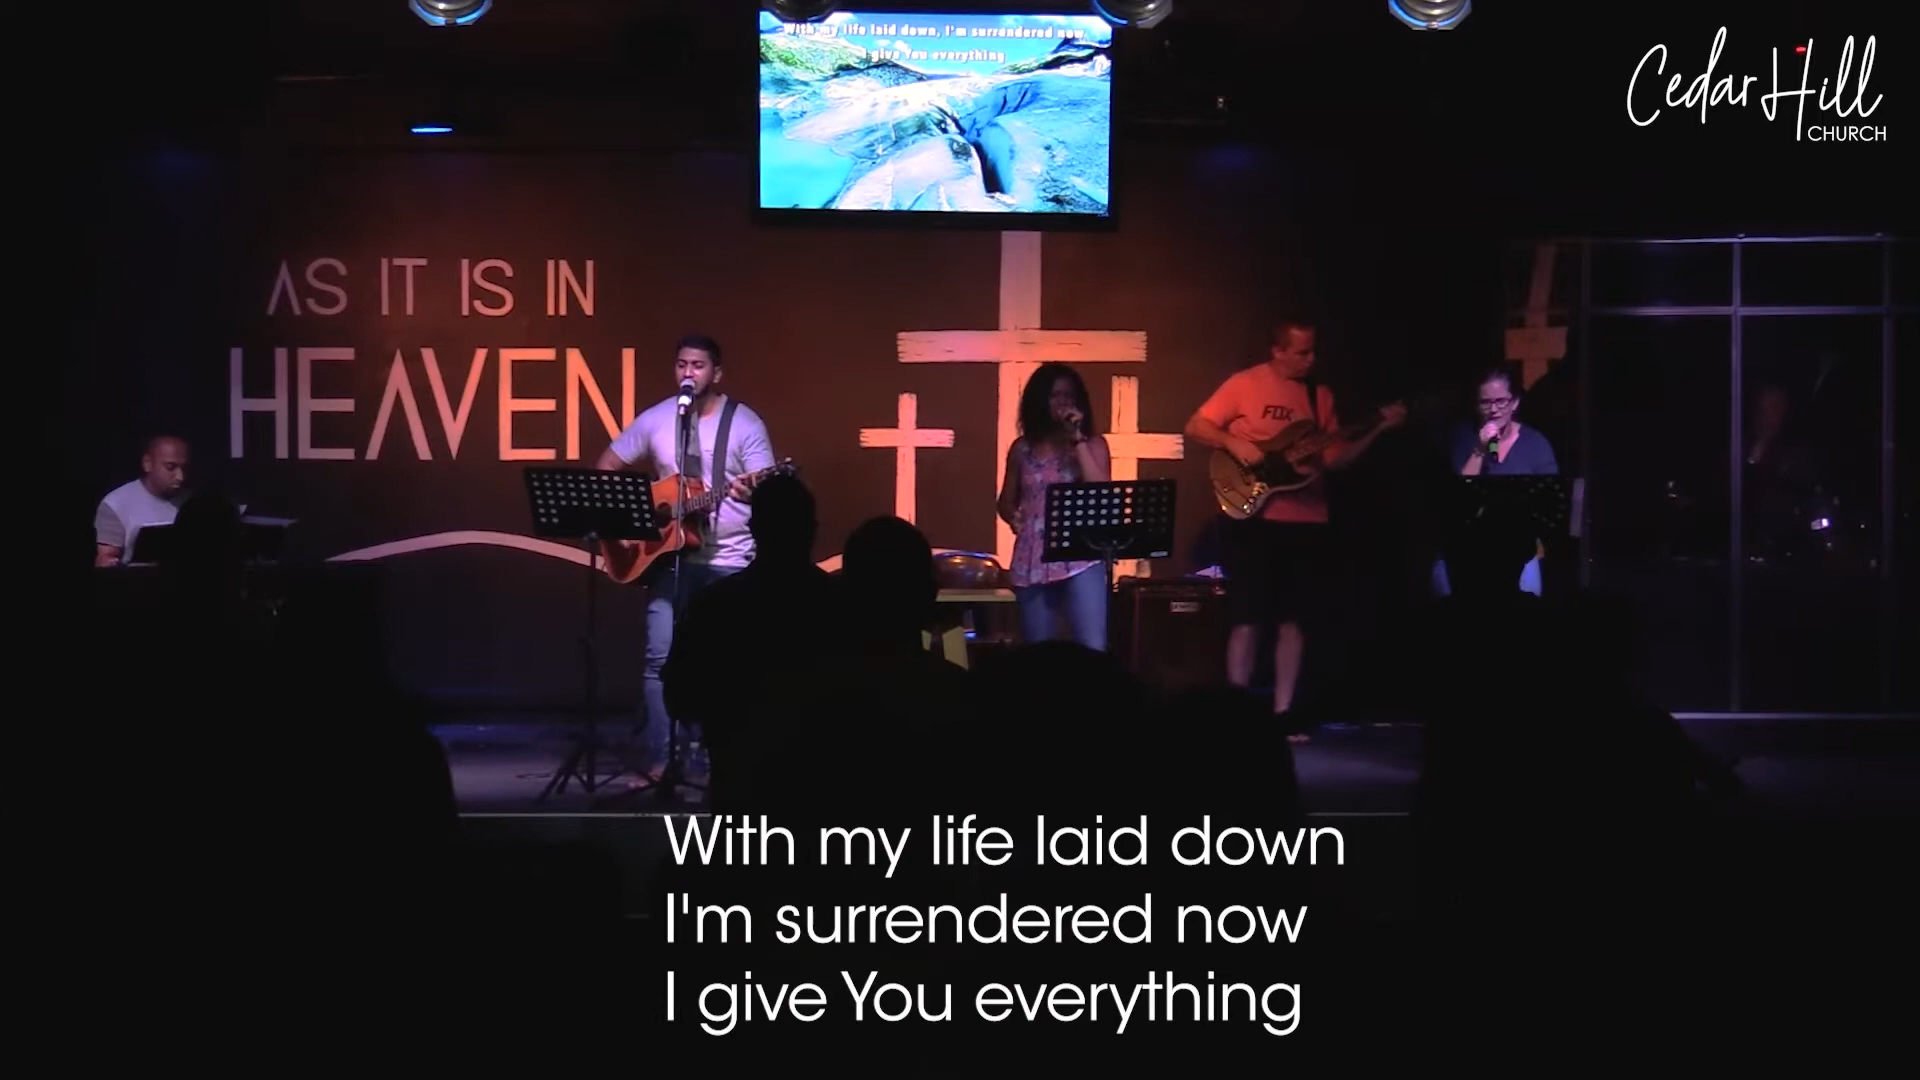 With my life laid down, I'm surrendered now
I give You everything
Cedar Hill
CHURCH
AS IT IS IN
HEAVEN
FOX
With my life laid down
I'm surrendered now
I give You everything